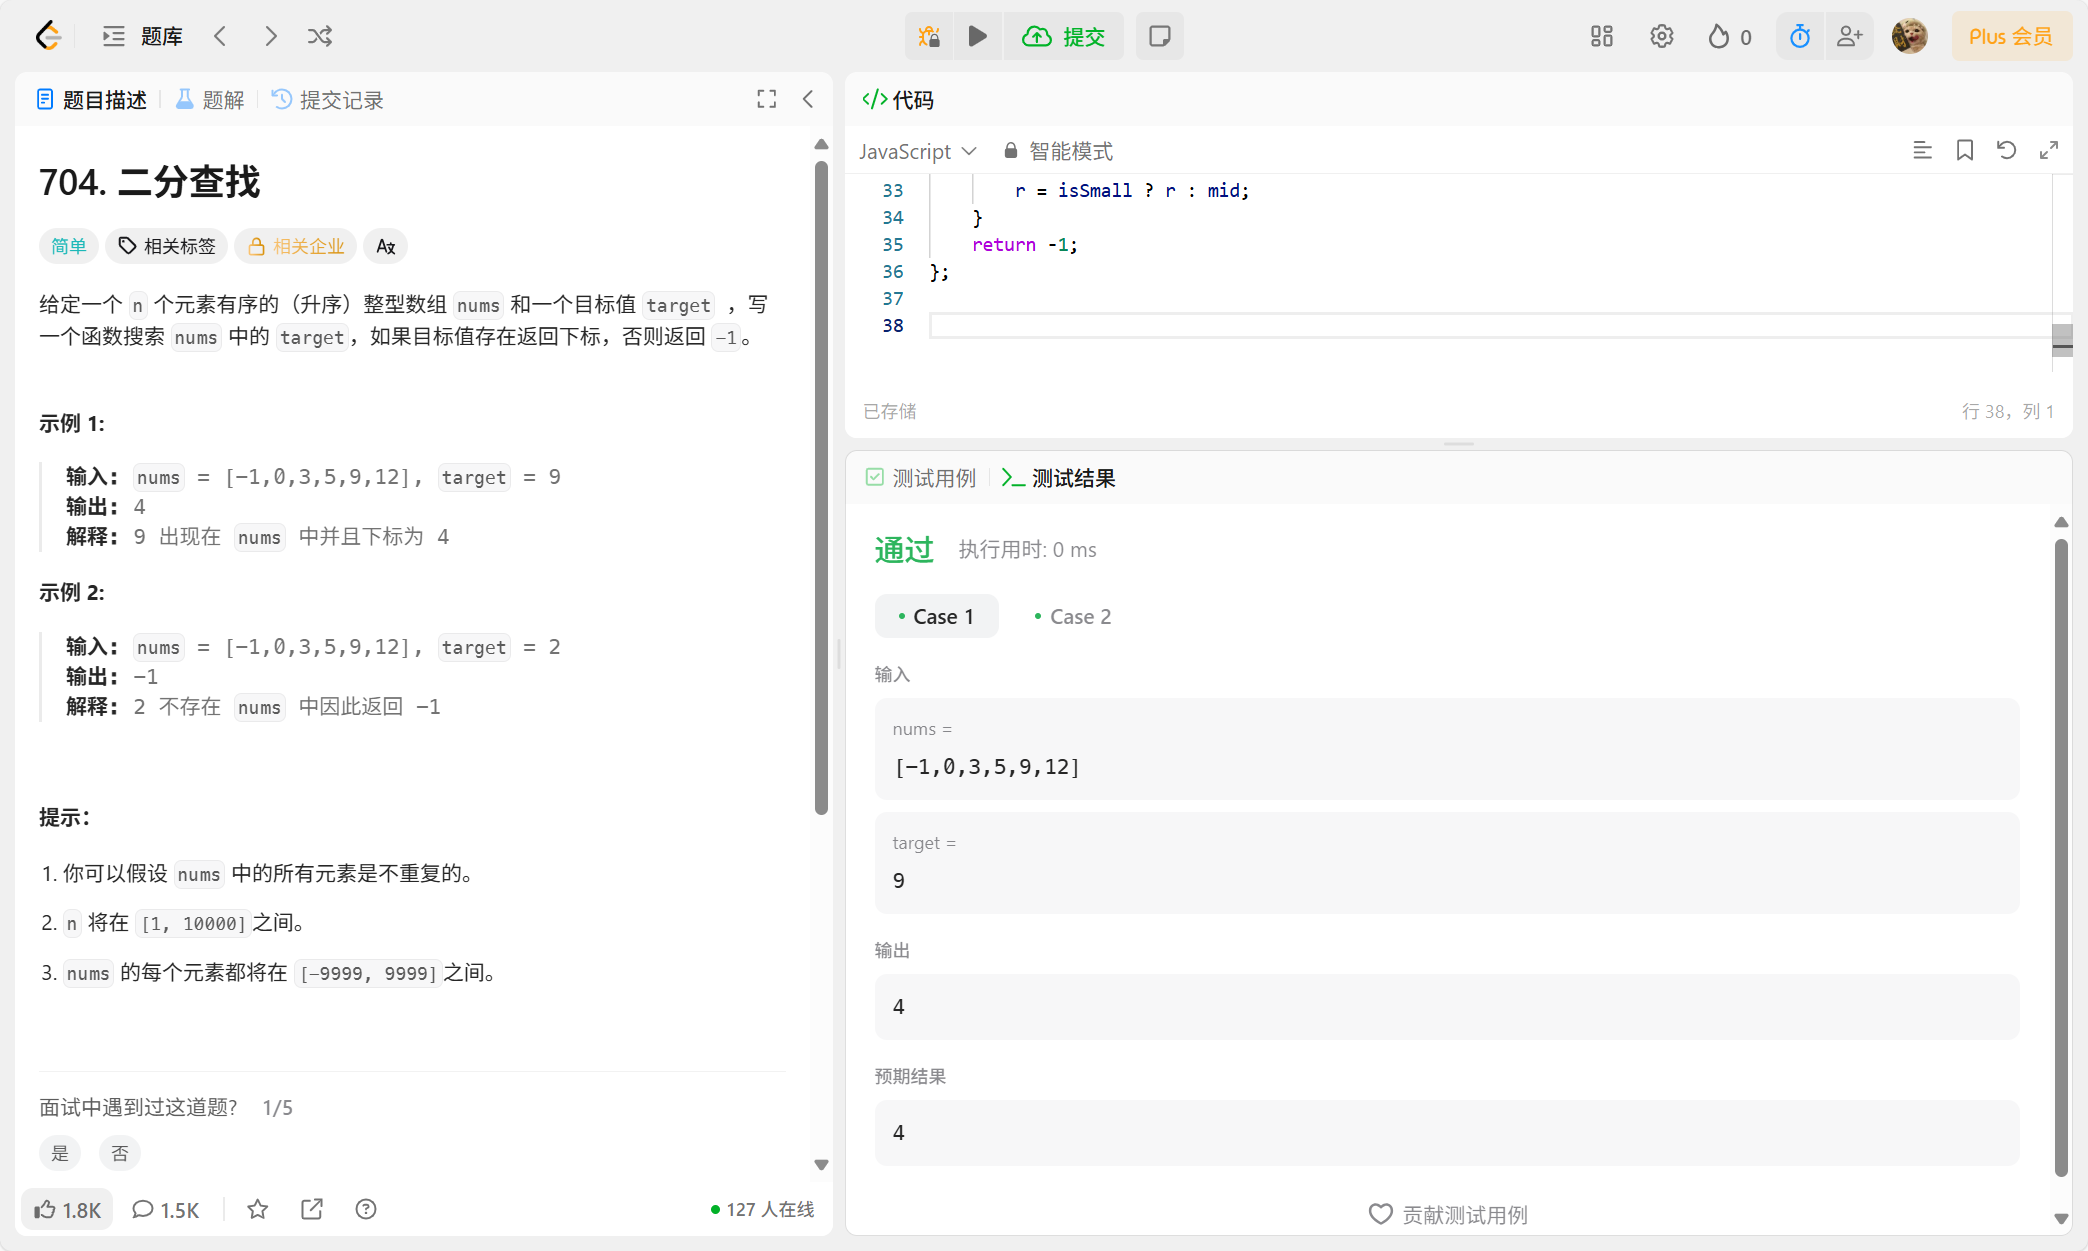 题库
提交
0
Plus 会员
题目描述
题解
提交记录
704. 二分查找
简单
相关标签
相关企业
给定一个 n 个元素有序的（升序）整型数组 nums 和一个目标值 target ，写
一个函数搜索 nums 中的 target，如果目标值存在返回下标，否则返回 -1。
示例 1:
输入: nums = [-1,0,3,5,9,12], target = 9
输出: 4
解释: 9 出现在 nums 中并且下标为 4
示例 2:
输入: nums = [-1,0,3,5,9,12], target = 2
输出: -1
解释: 2 不存在 nums 中因此返回 -1
提示：
1. 你可以假设 nums 中的所有元素是不重复的。
2. n 将在 [1, 10000]之间。
3. nums 的每个元素都将在 [-9999, 9999]之间。
面试中遇到过这道题? 1/5
是
否
1.8K
1.5K
127 人在线
</> 代码
JavaScript
智能模式
33 r = isSmall ? r : mid;
34 }
35 return -1;
36 };
37
38
已存储
行 38，列 1
测试用例
测试结果
通过
执行用时: 0 ms
Case 1
Case 2
输入
nums =
[-1,0,3,5,9,12]
target =
9
输出
4
预期结果
4
贡献测试用例